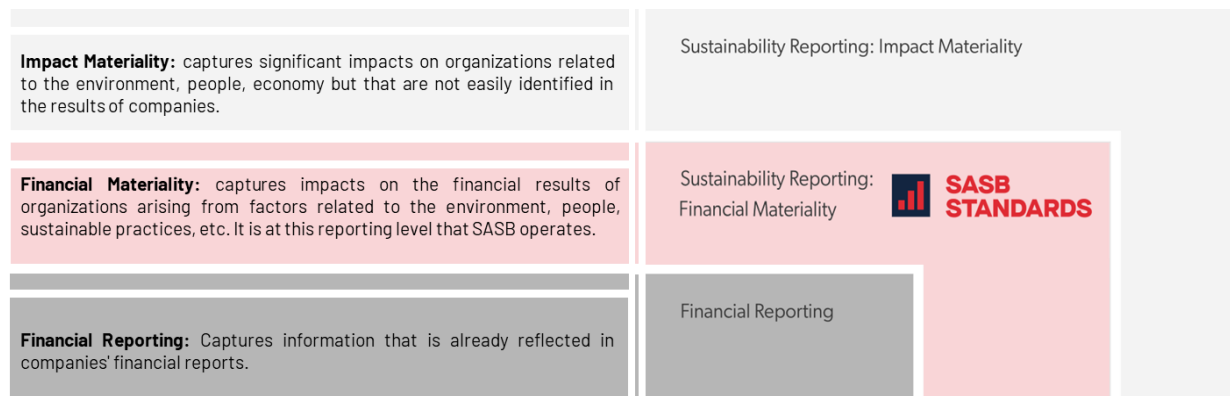 Impact Materiality: captures significant impacts on organizations related
to the environment, people, economy but that are not easily identified in
the results of companies.
Sustainability Reporting: Impact Materiality
Financial Materiality: captures impacts on the financial results of
organizations arising from factors related to the environment, people,
sustainable practices, etc. It is at this reporting level that SASB operates.
Sustainability Reporting:
Financial Materiality
SASB
STANDARDS
Financial Reporting: Captures information that is already reflected in
companies' financial reports.
Financial Reporting